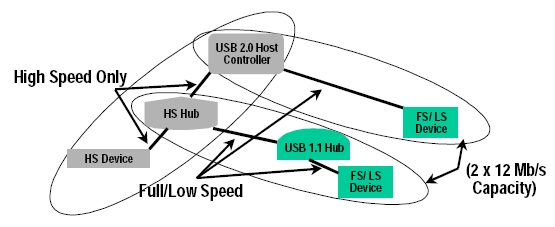 USB 2.0 Host
Controller
High Speed Only
HS Hub
FS/ LS
Device
USB 1.1 Hub
HS Device
FS/ LS
Device
(2 x 12 Mb/s
Capacity)
Full/Low Speed